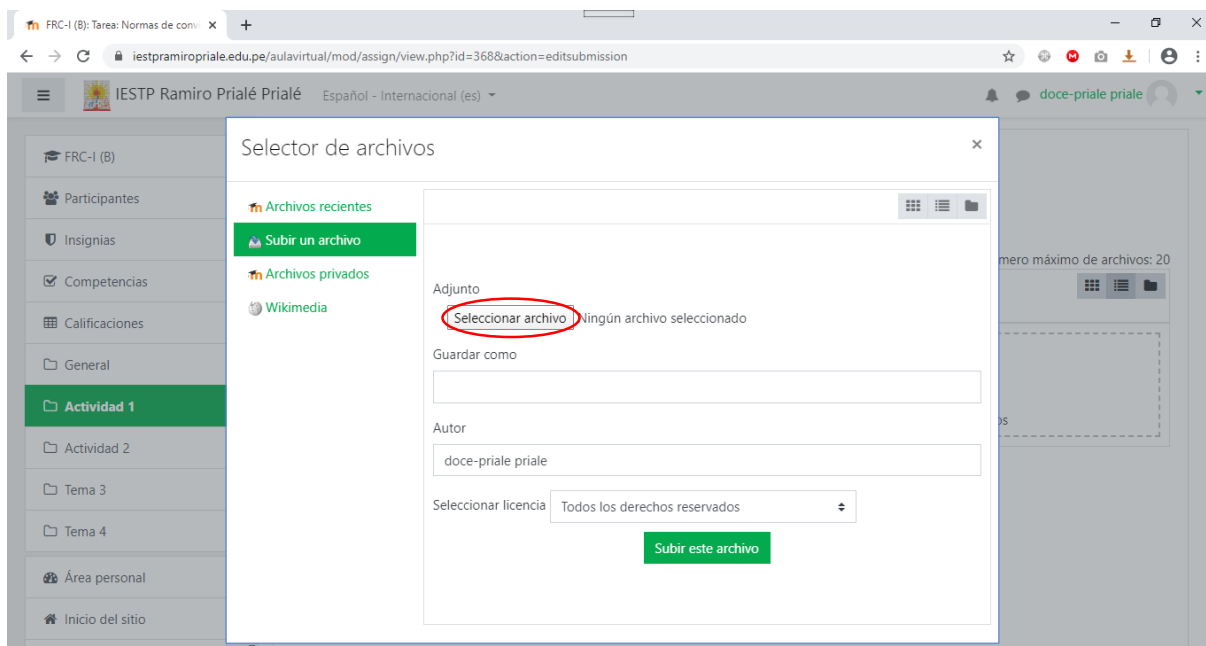 FRC-I (B): Tarea: Normas de conv
iestpramiropriale.edu.pe/aulavirtual/mod/assign/view.php?id=368&action=editsubmission
IESTP Ramiro Prialé Prialé Español - Internacional (es)
doce-priale priale
FRC-I (B)
Participantes
Insignias
Competencias
Calificaciones
General
Actividad 1
Actividad 2
Tema 3
Tema 4
Área personal
Inicio del sitio
Selector de archivos
Archivos recientes
Subir un archivo
Archivos privados
Wikimedia
Adjunto
Seleccionar archivo Ningún archivo seleccionado
Guardar como
Autor
doce-priale priale
Seleccionar licencia Todos los derechos reservados
Subir este archivo
mero máximo de archivos: 20
os